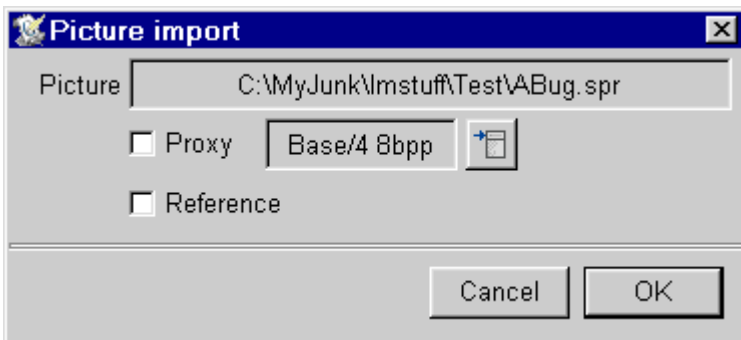 Picture import
Picture C:\MyJunk\Imstuff\Test\ABug.spr
Proxy Base/4 8bpp
Reference
Cancel OK